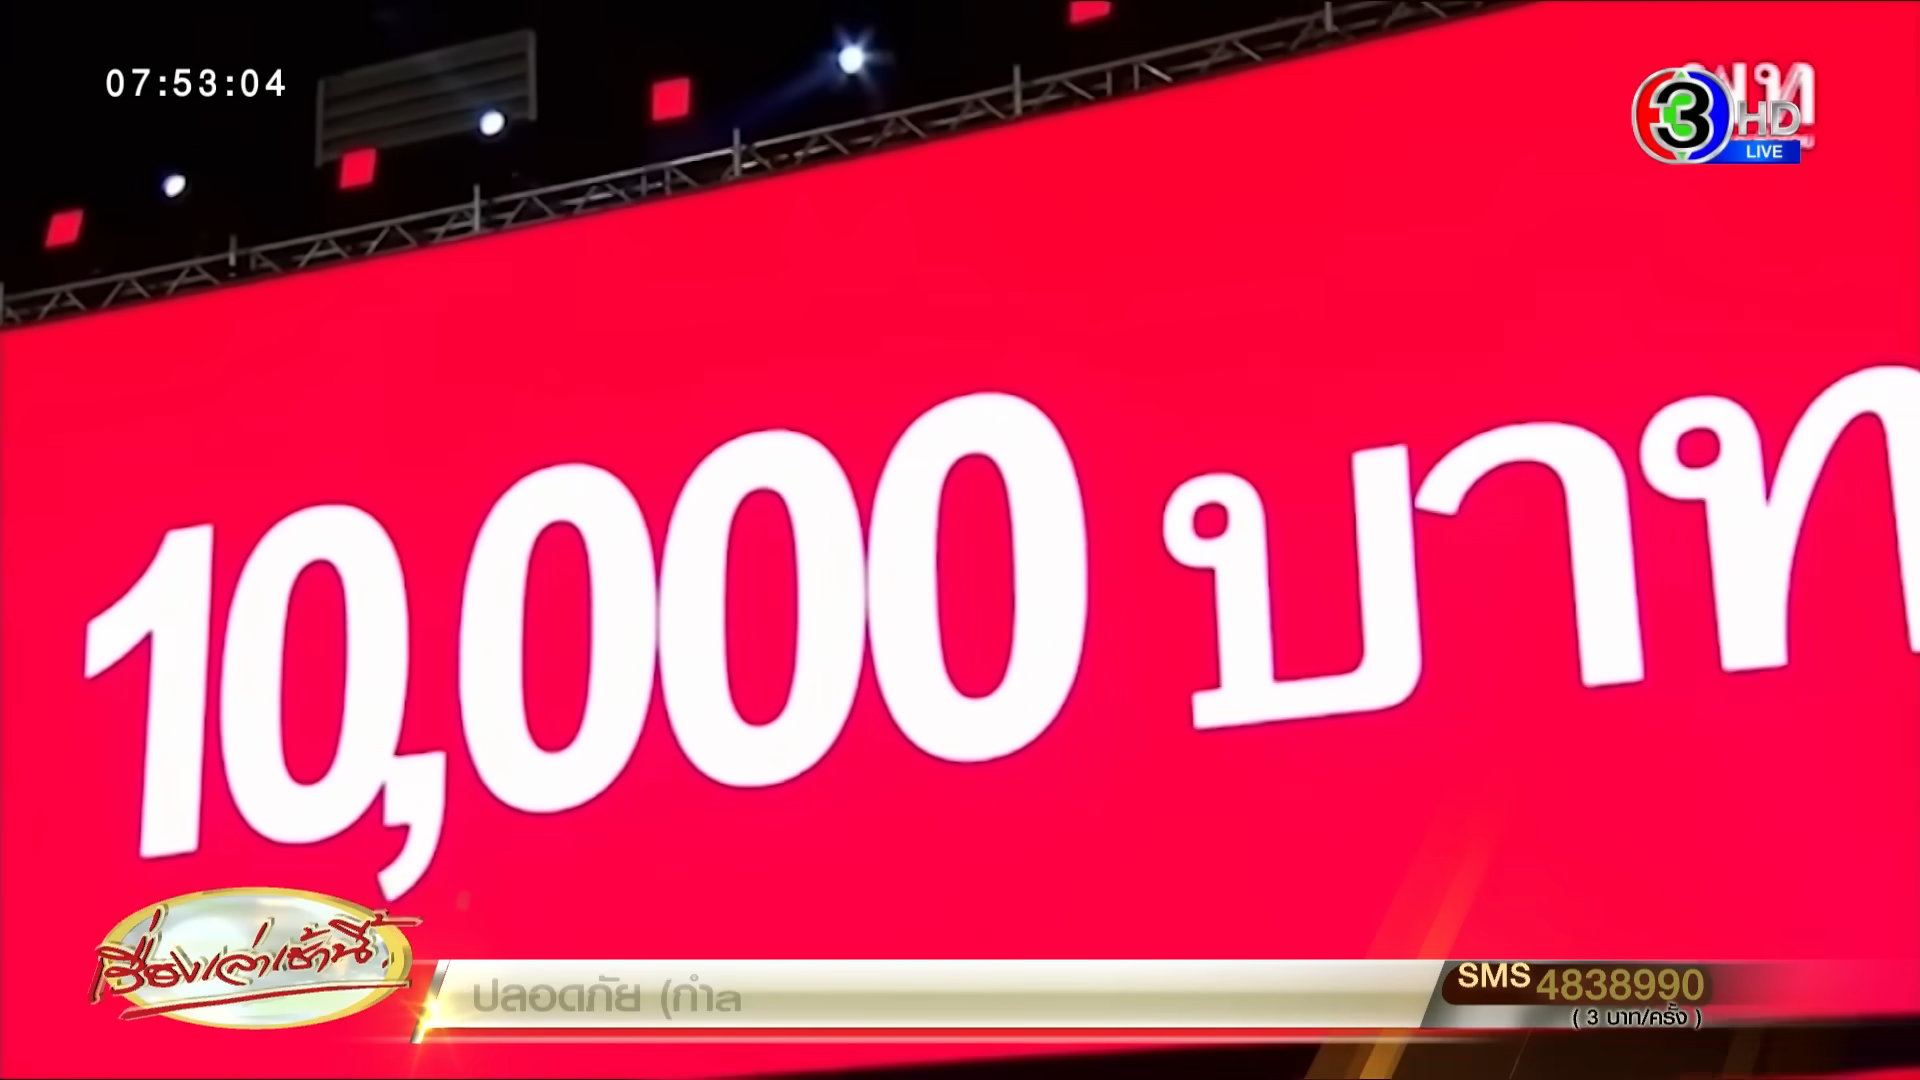 07:53:04
พท
3 HD
LIVE
10,000 บาท
เรื่องเล่าเช้านี้
ปลอดภัย (กำล
SMS 4838990
( 3 บาท/ครั้ง )